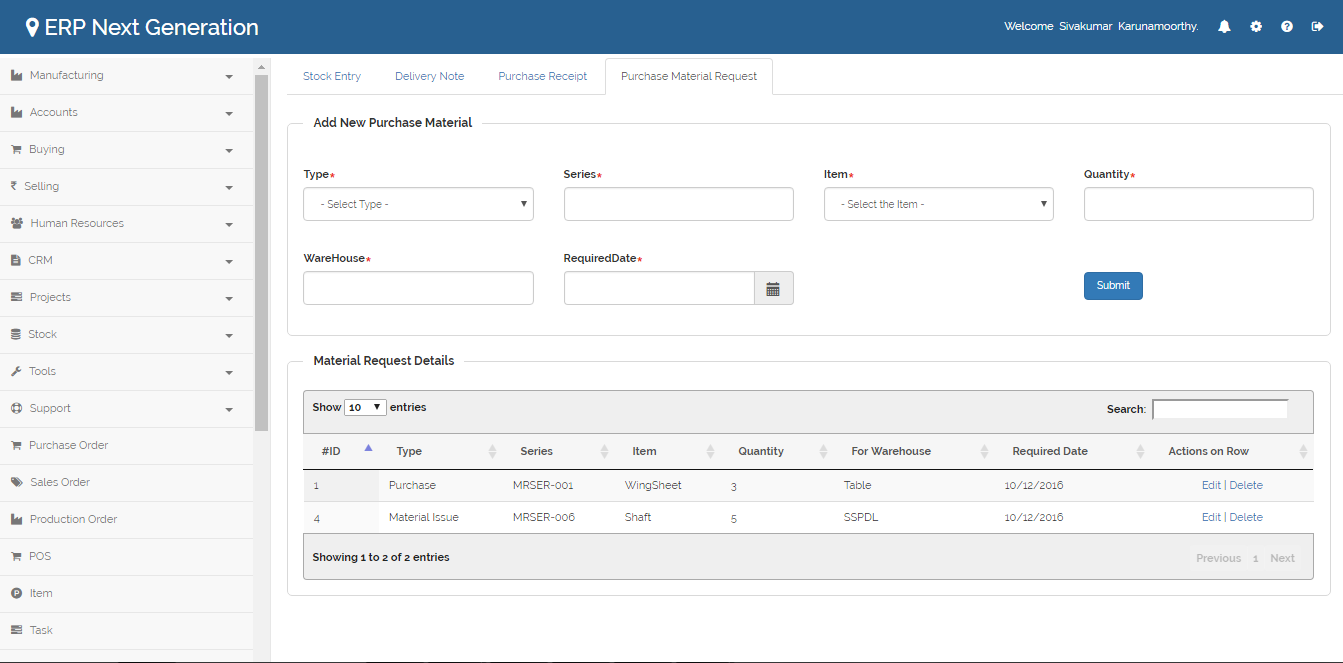 ERP Next Generation
Welcome Sivakumar Karunamoorthy.
Manufacturing
Accounts
Buying
Selling
Human Resources
CRM
Projects
Stock
Tools
Support
Purchase Order
Sales Order
Production Order
POS
Item
Task
Stock Entry Delivery Note Purchase Receipt Purchase Material Request
Add New Purchase Material
Type* Series* Item* Quantity*
- Select Type - - Select the Item -
WareHouse* RequiredDate*
Submit
Material Request Details
Show 10 entries Search:
#ID Type Series Item Quantity For Warehouse Required Date Actions on Row
1 Purchase MRSER-001 WingSheet 3 Table 10/12/2016 Edit | Delete
4 Material Issue MRSER-006 Shaft 5 SSPDL 10/12/2016 Edit | Delete
Showing 1 to 2 of 2 entries Previous 1 Next